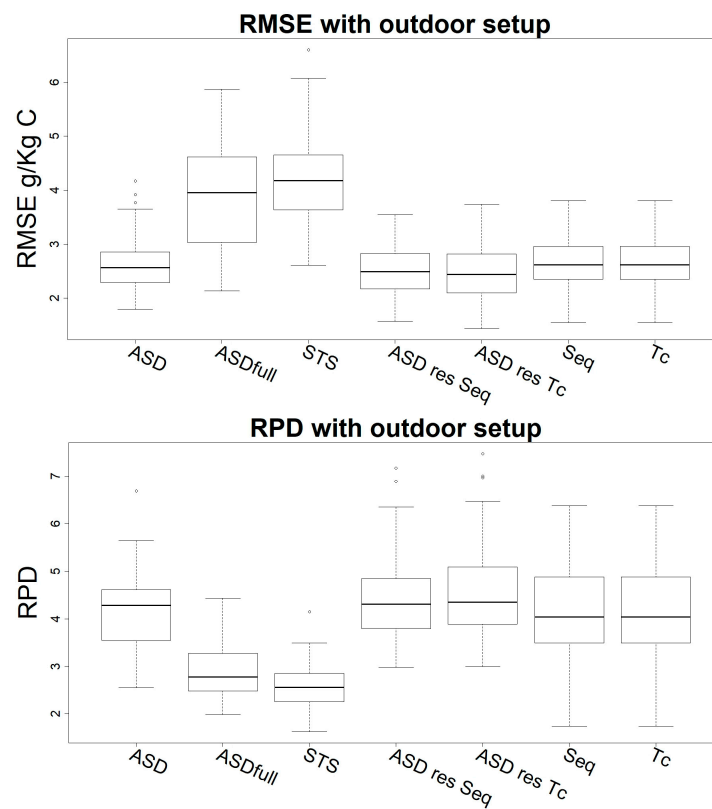 RMSE with outdoor setup
RMSE g/Kg C
6
5
4
3
2
ASD
ASDfull
STS
ASD res Seq
ASD res Tc
Seq
Tc
RPD with outdoor setup
RPD
7
6
5
4
3
2
ASD
ASDfull
STS
ASD res Seq
ASD res Tc
Seq
Tc